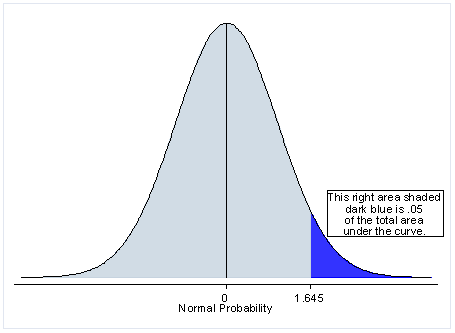 This right area shaded
dark blue is .05
of the total area
under the curve.
0 1.645
Normal Probability